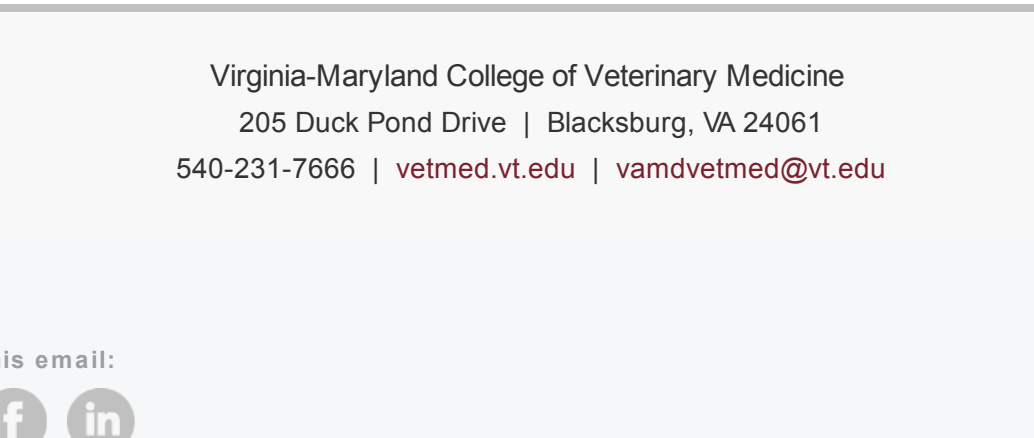 Virginia-Maryland College of Veterinary Medicine
205 Duck Pond Drive | Blacksburg, VA 24061
540-231-7666 | vetmed.vt.edu | vamdvetmed@vt.edu
email:
f in